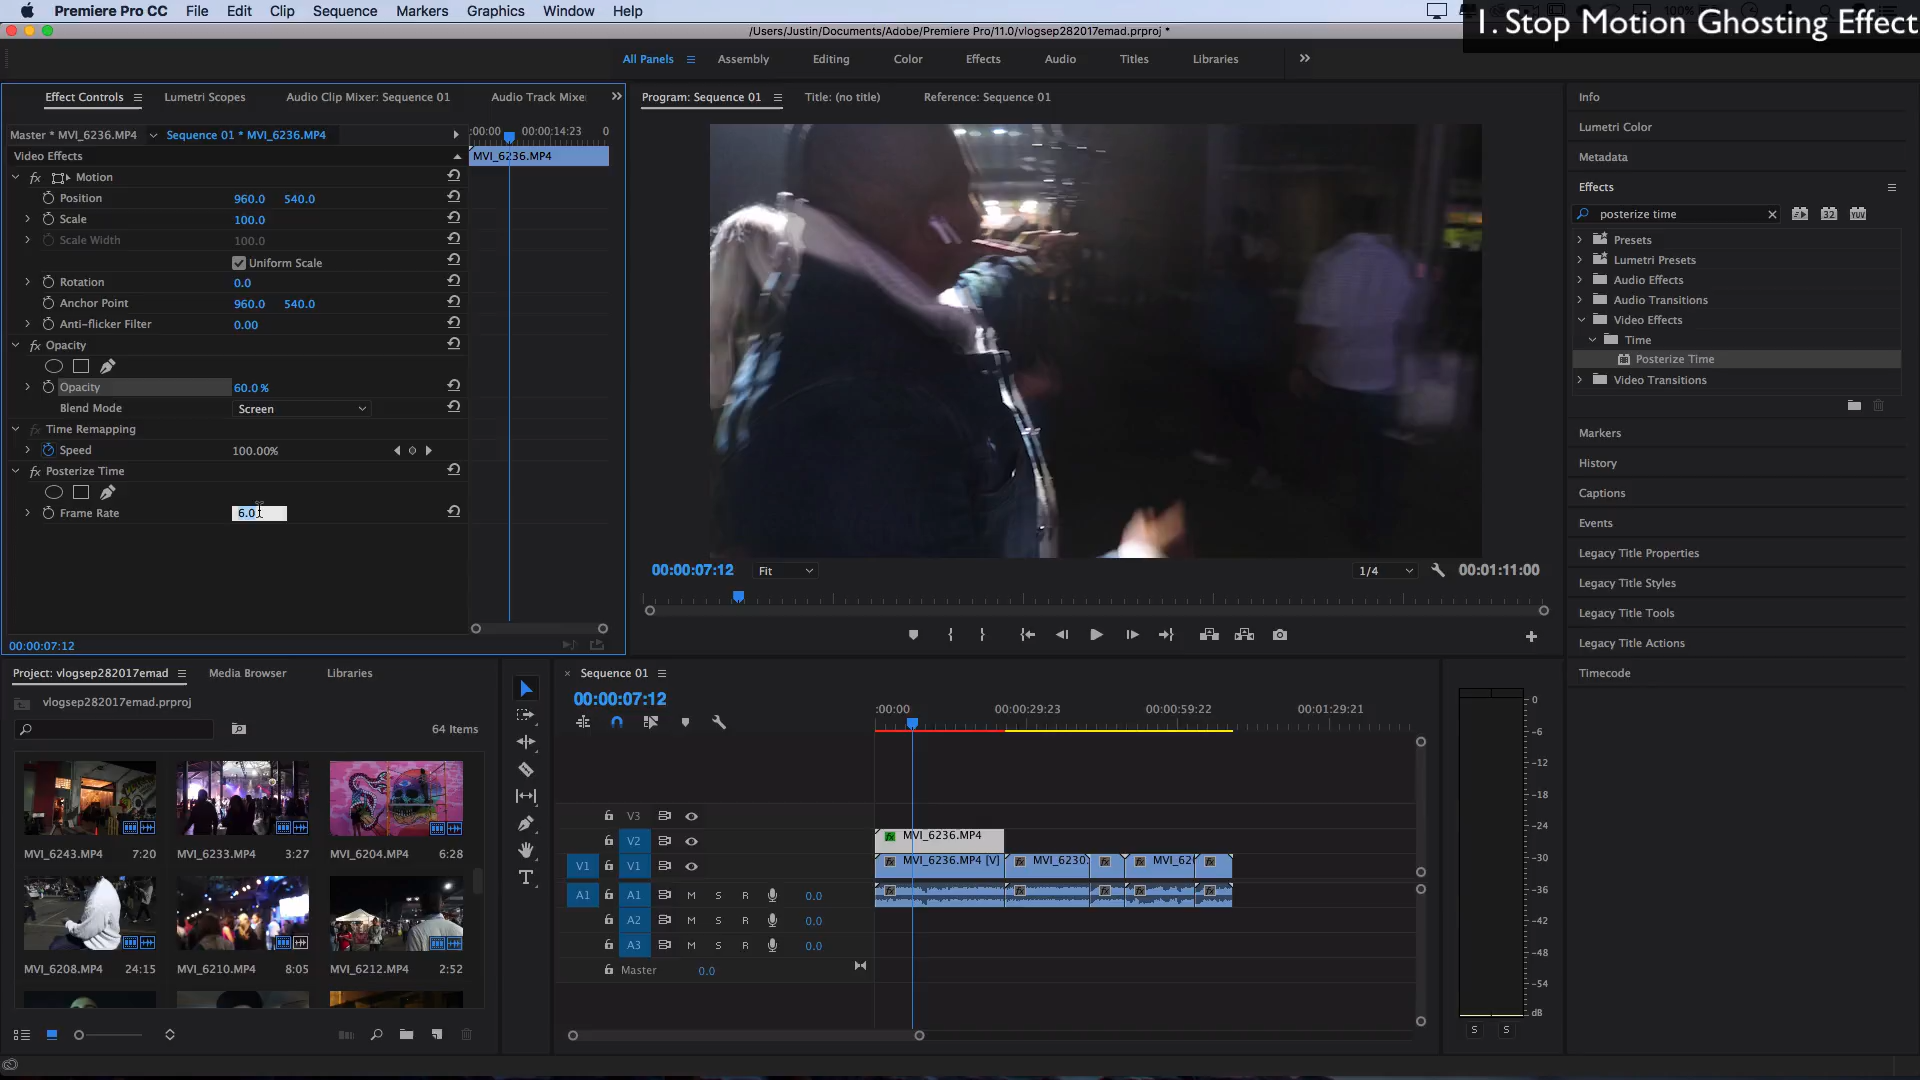 Premiere Pro CC File Edit Clip Sequence Markers Graphics Window Help
100%
1. Stop Motion Ghosting Effect
/Users/Justin/Documents/Adobe/Premiere Pro/11.0/vlogsep282017emad.prproj *
All Panels Assembly Editing Color Effects Audio Titles Libraries
Effect Controls Lumetri Scopes Audio Clip Mixer: Sequence 01 Audio Track Mixe
Master * MVI_6236.MP4 Sequence 01 * MVI_6236.MP4
:00:00 00:00:14:23 0
Video Effects
MVI_6236.MP4
fx Motion
Position 960.0 540.0
Scale 100.0
Scale Width 100.0
Uniform Scale
Rotation 0.0
Anchor Point 960.0 540.0
Anti-flicker Filter 0.00
fx Opacity
Opacity 60.0 %
Blend Mode Screen
fx Time Remapping
Speed 100.00%
fx Posterize Time
Frame Rate 6.0
00:00:07:12
Program: Sequence 01 Title: (no title) Reference: Sequence 01
00:00:07:12 Fit 1/4 00:01:11:00
Info
Lumetri Color
Metadata
Effects
posterize time 32 YUV
Presets
Lumetri Presets
Audio Effects
Audio Transitions
Video Effects
Time
Posterize Time
Video Transitions
Markers
History
Captions
Events
Legacy Title Properties
Legacy Title Styles
Legacy Title Tools
Legacy Title Actions
Timecode
Project: vlogsep282017emad Media Browser Libraries
vlogsep282017emad.prproj
64 Items
MVI_6243.MP4 7:20 MVI_6233.MP4 3:27 MVI_6204.MP4 6:28
MVI_6208.MP4 24:15 MVI_6210.MP4 8:05 MVI_6212.MP4 2:52
Sequence 01
00:00:07:12
:00:00 00:00:29:23 00:00:59:22 00:01:29:21
V3
V2 MVI_6236.MP4
V1 V1 MVI_6236.MP4 [V] MVI_6230. MVI_62
A1 A1 M S R 0.0
A2 M S R 0.0
A3 M S R 0.0
Master 0.0
0
-6
-12
-18
-24
-30
-36
-42
-48
-54
dB
S S